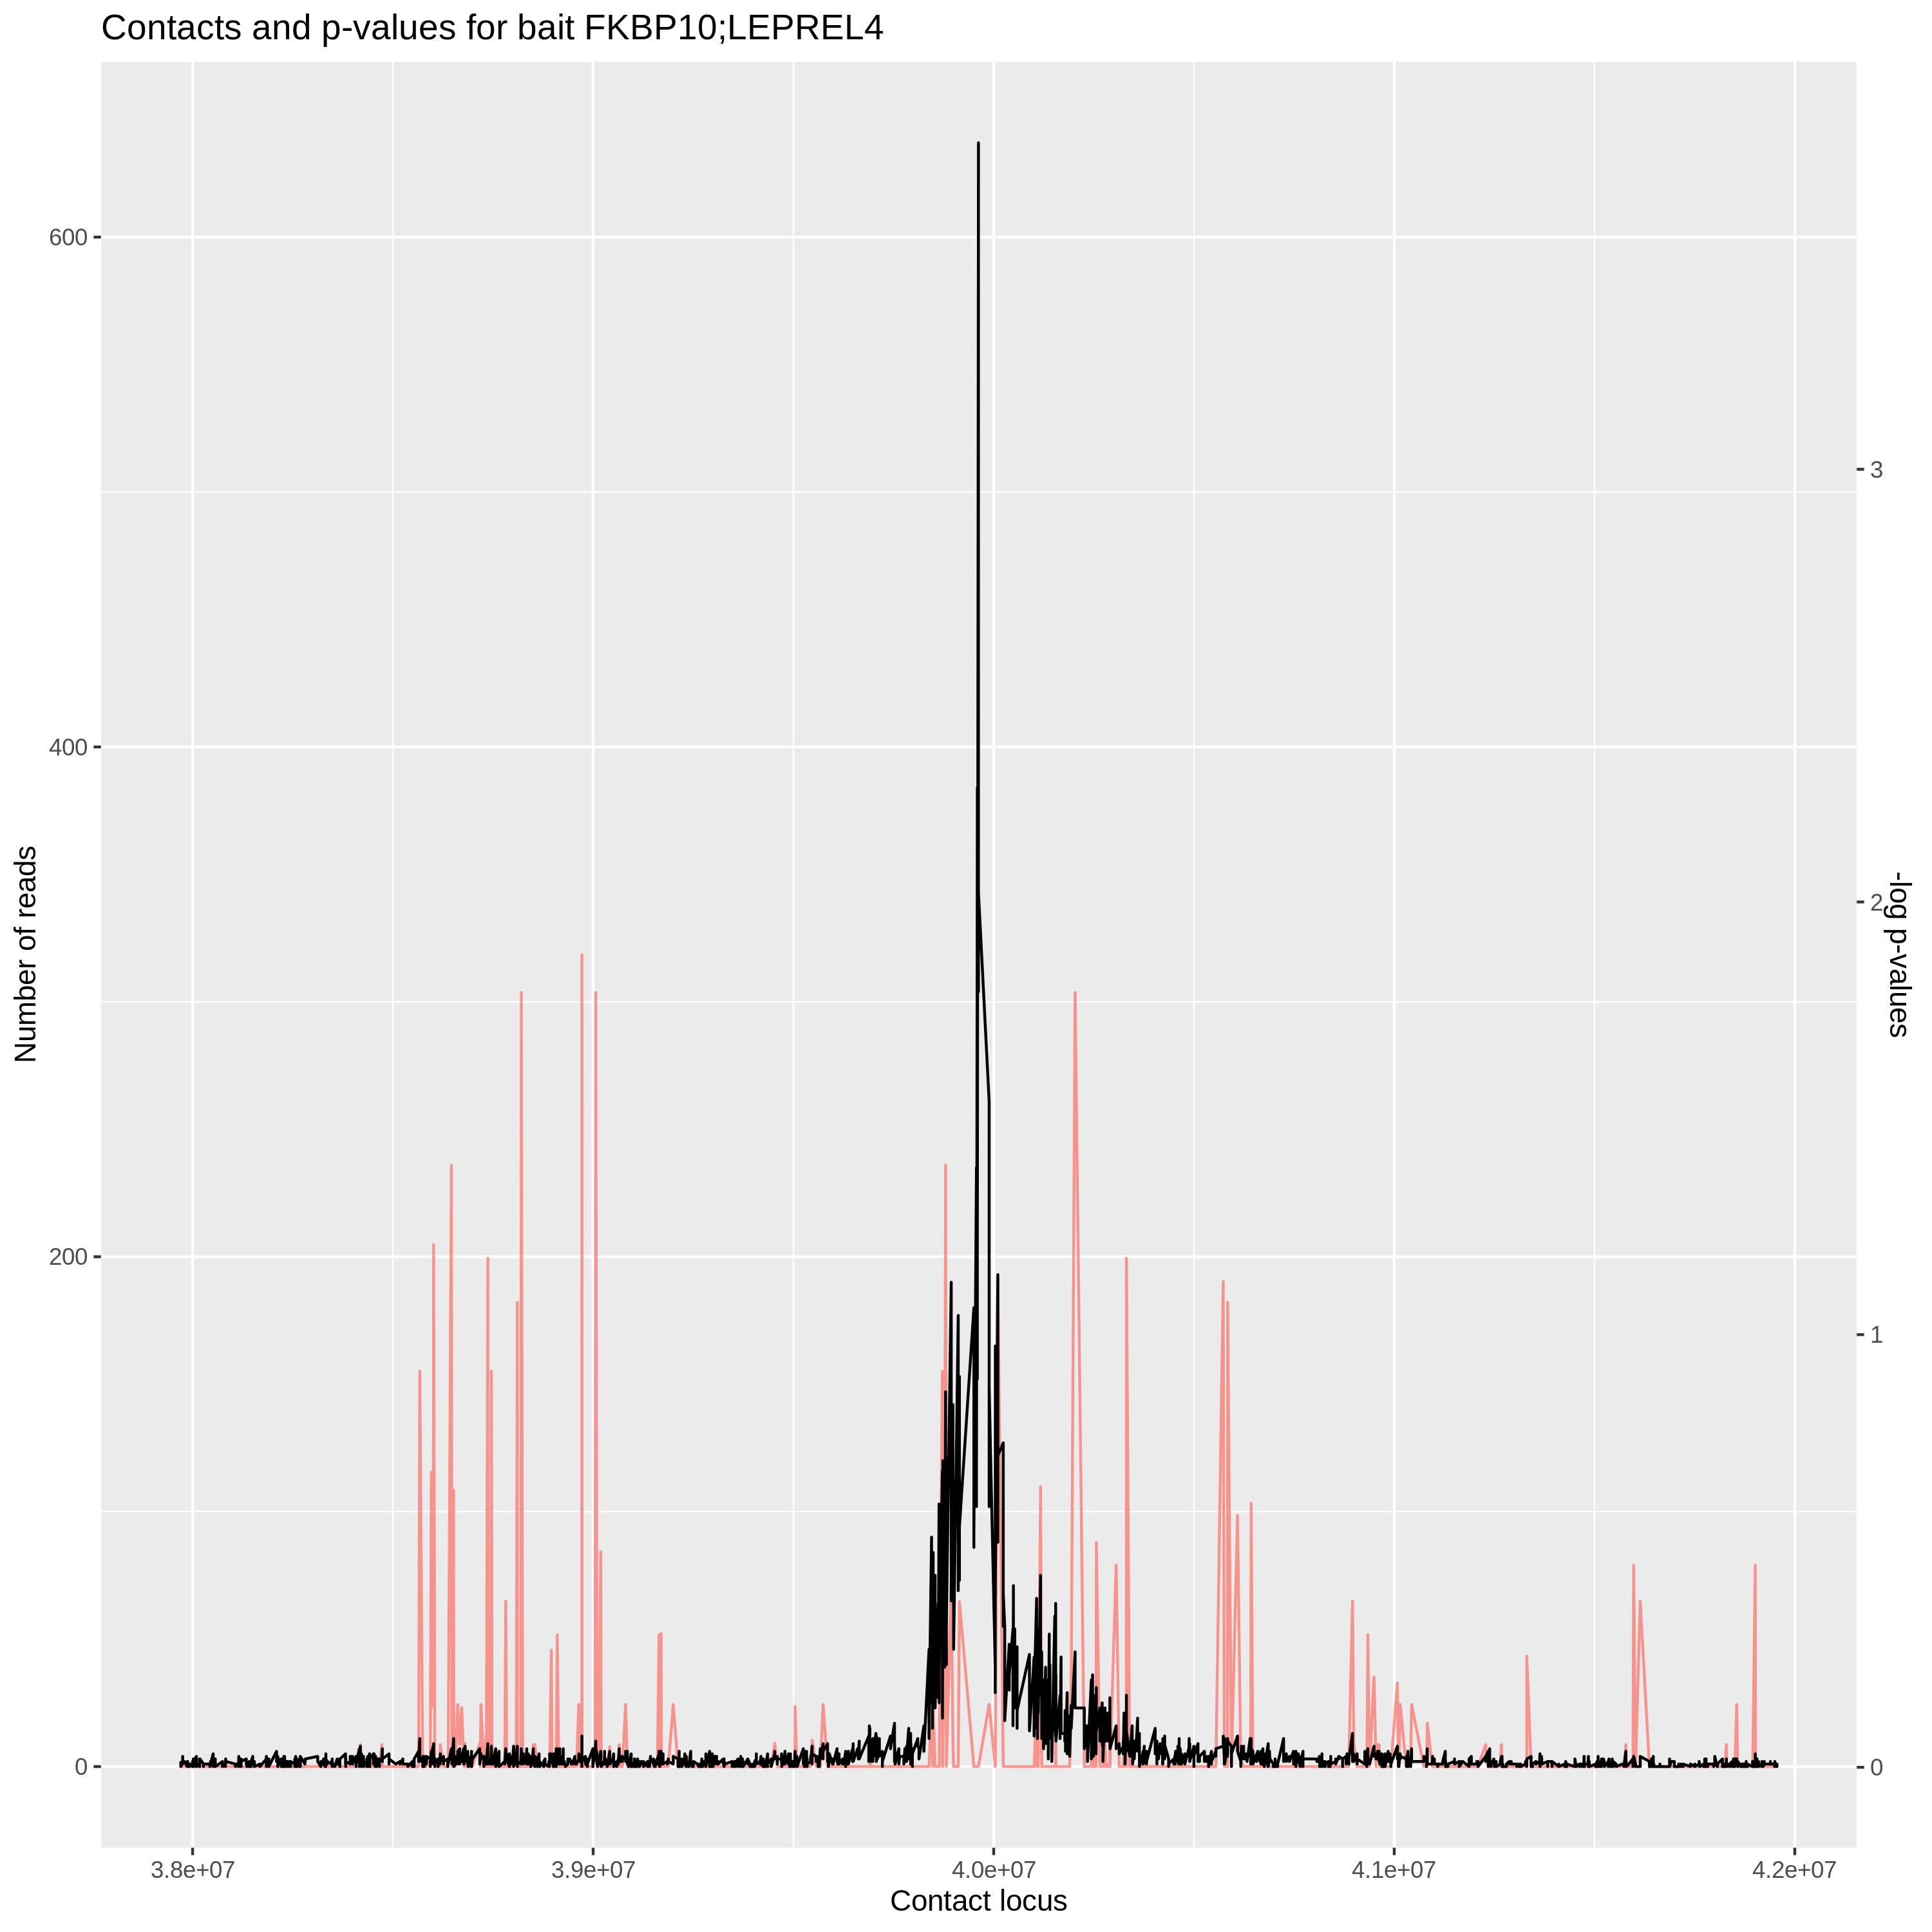 Contacts and p-values for bait FKBP10;LEPREL4
600
400
200
0
Number of reads
3
2
1
0
-log p-values
3.8e+07
3.9e+07
4.0e+07
4.1e+07
4.2e+07
Contact locus